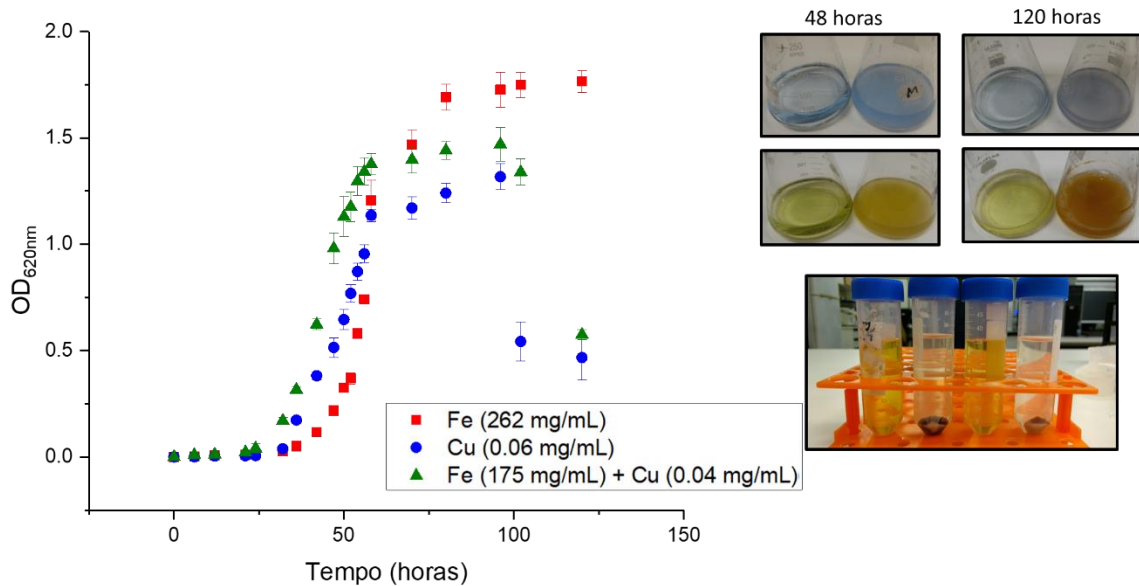 48 horas
120 horas
2.0
1.5
1.0
0.5
0.0
OD620nm
0
50
100
150
Tempo (horas)
Fe (262 mg/mL)
Cu (0.06 mg/mL)
Fe (175 mg/mL) + Cu (0.04 mg/mL)
250
M